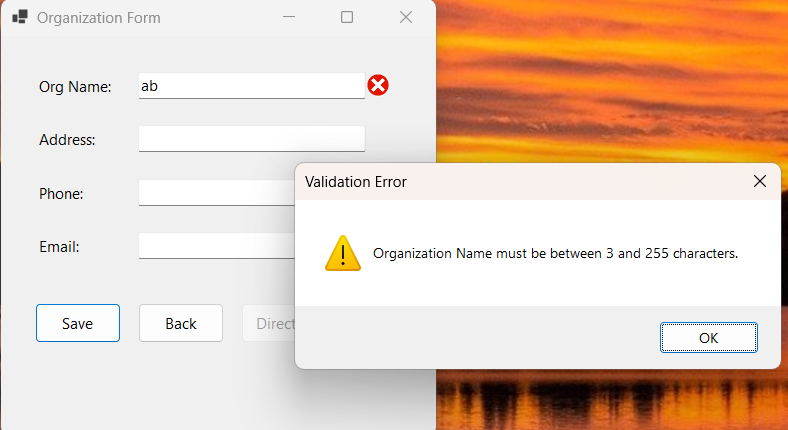 Organization Form
Org Name: ab
Address:
Phone:
Email:
Save Back Direct
Validation Error
Organization Name must be between 3 and 255 characters.
OK